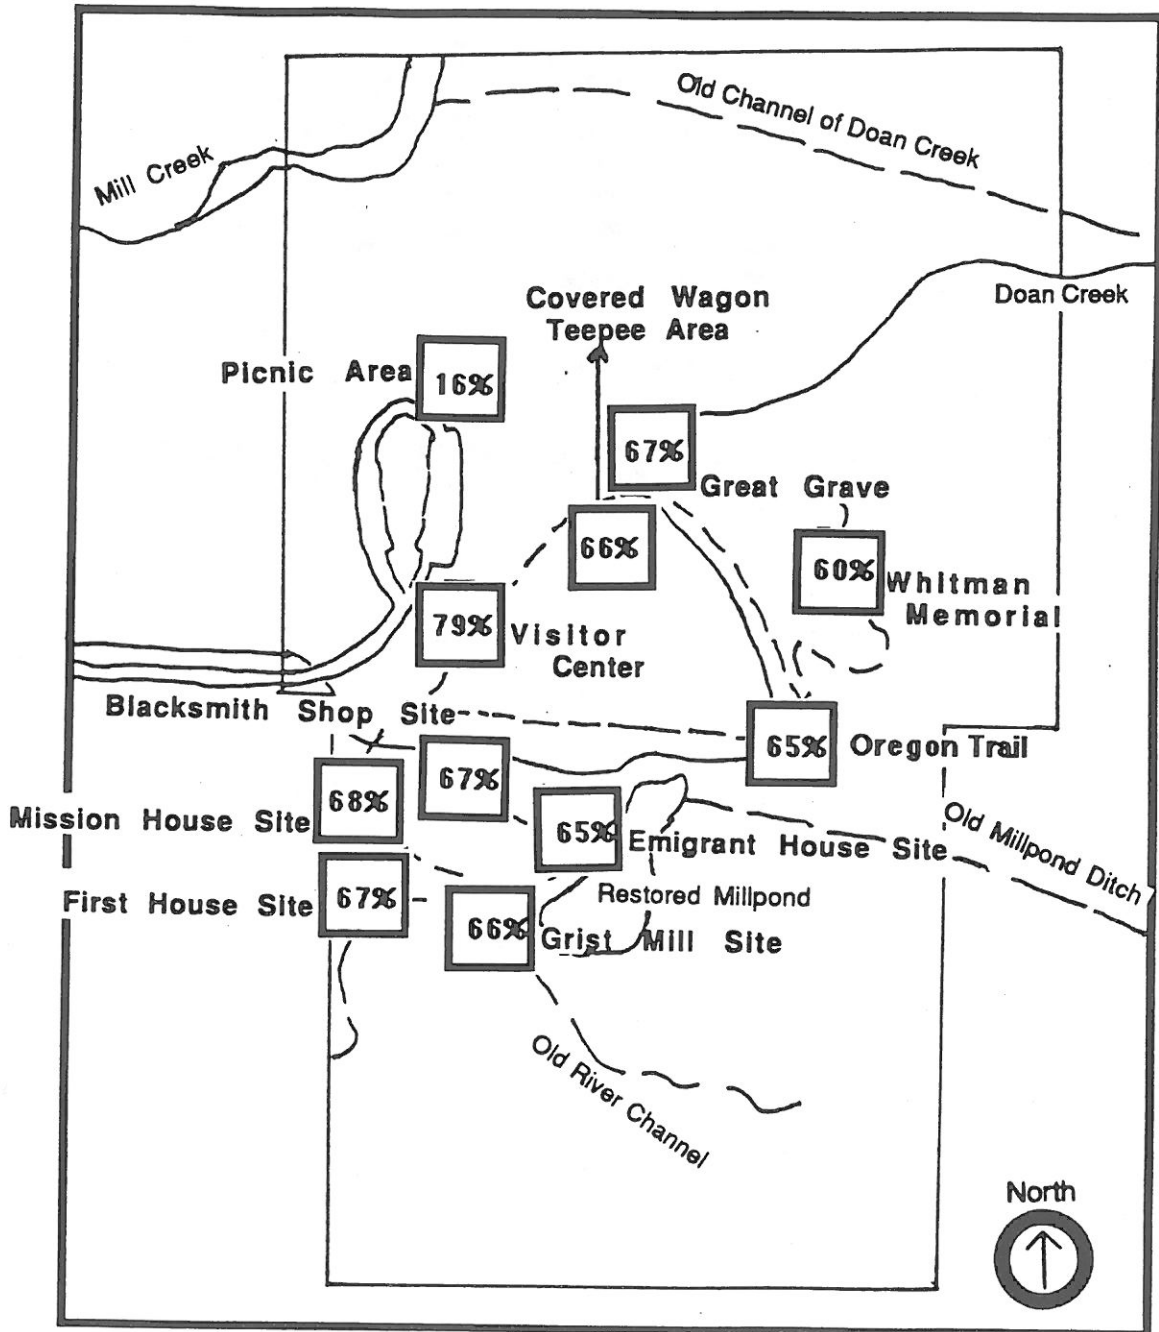 Old Channel of Doan Creek
Mill Creek
Doan Creek
Covered Wagon
Teepee Area
Picnic Area
16%
67%
Great Grave
66%
60%
Whitman
Memorial
79%
Visitor
Center
Blacksmith Shop Site
65%
Oregon Trail
67%
68%
Mission House Site
65%
Emigrant House Site
Old Millpond Ditch
67%
First House Site
Restored Millpond
66%
Grist Mill Site
Old River Channel
North